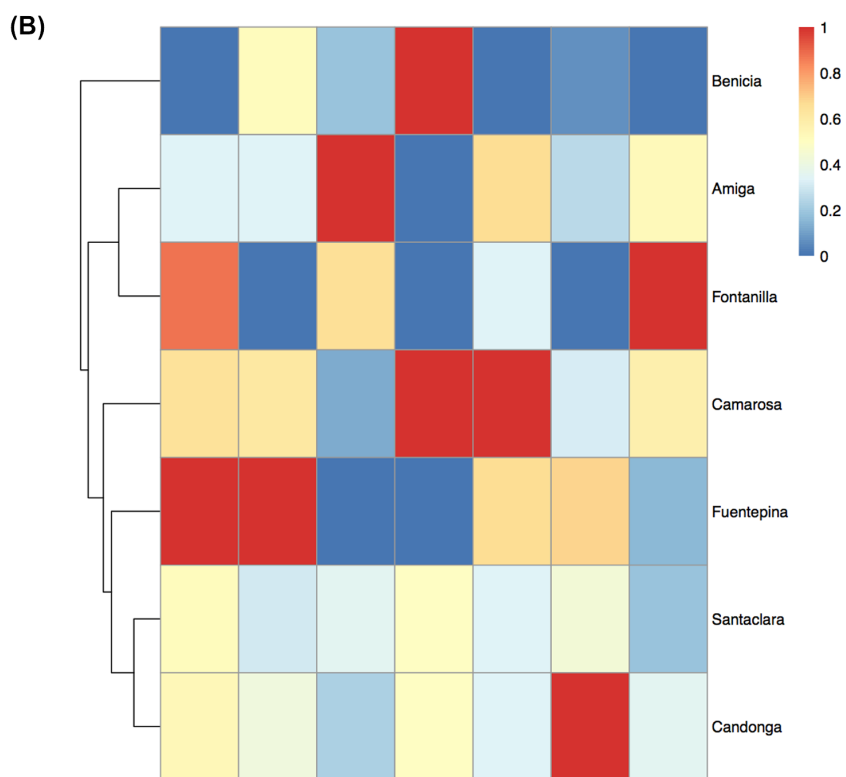 (B)
1
Benicia
0.8
0.6
0.4
Amiga
0.2
0
Fontanilla
Camarosa
Fuentepina
Santaclara
Candonga